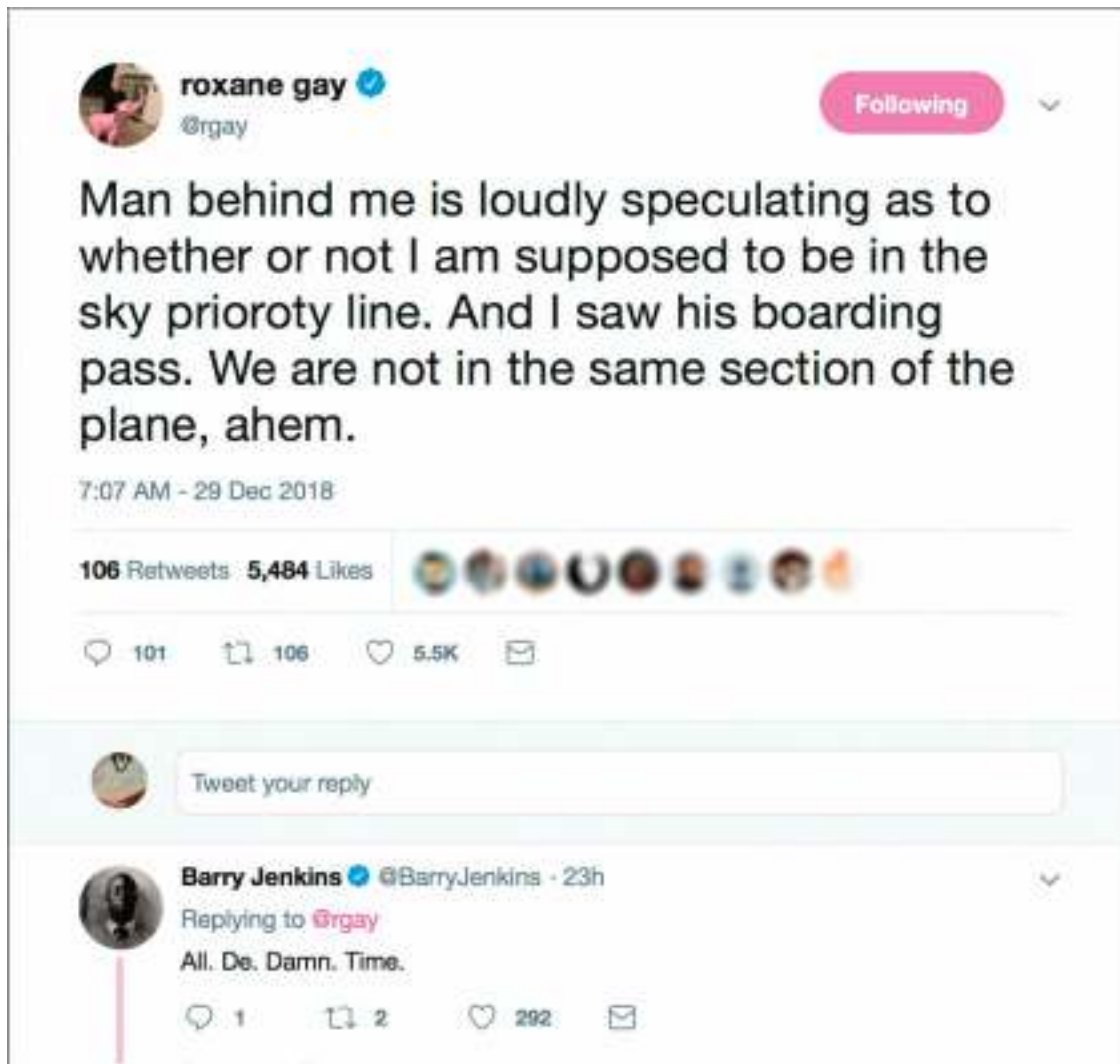 roxane gay
@rgay
Following
Man behind me is loudly speculating as to
whether or not I am supposed to be in the
sky prioroty line. And I saw his boarding
pass. We are not in the same section of the
plane, ahem.
7:07 AM - 29 Dec 2018
106 Retweets 5,484 Likes
101 106 5.5K
Tweet your reply
Barry Jenkins @BarryJenkins · 23h
Replying to @rgay
All. De. Damn. Time.
1 2 292